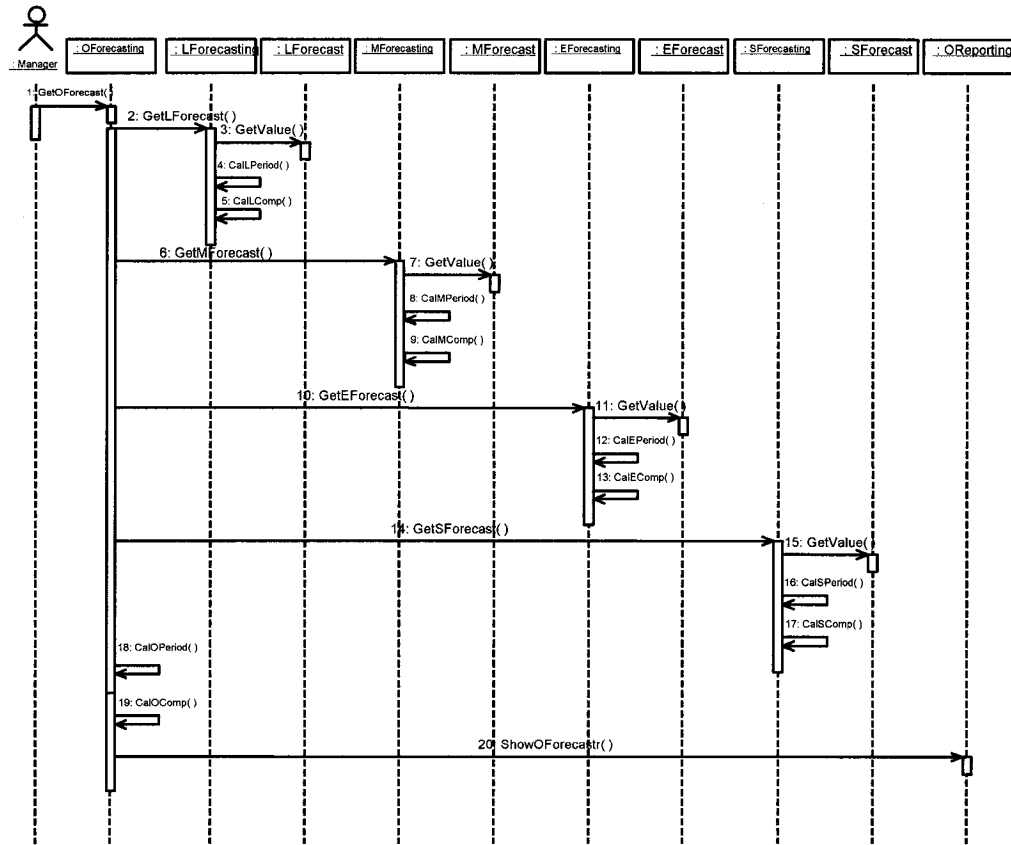 : Manager
: OForecasting
: LForecasting
: LForecast
: MForecasting
: MForecast
: EForecasting
: EForecast
: SForecasting
: SForecast
: OReporting
1: GetOForecast( )
2: GetLForecast( )
3: GetValue( )
4: CalLPeriod( )
5: CalLComp( )
6: GetMForecast( )
7: GetValue( )
8: CalMPeriod( )
9: CalMComp( )
10: GetEForecast( )
11: GetValue( )
12: CalEPeriod( )
13: CalEComp( )
14: GetSForecast( )
15: GetValue( )
16: CalSPeriod( )
17: CalSComp( )
18: CalOPeriod( )
19: CalOComp( )
20: ShowOForecastr( )